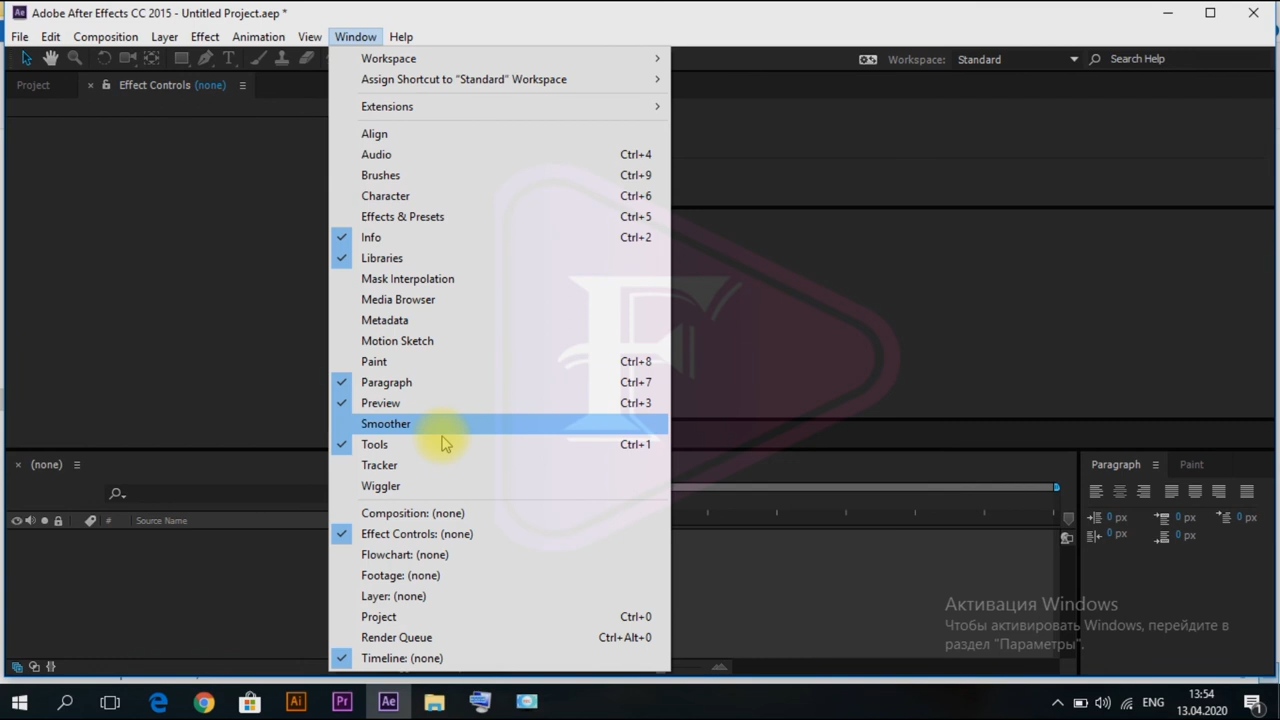 Ae Adobe After Effects CC 2015 - Untitled Project.aep *
File Edit Composition Layer Effect Animation View Window Help
Workspace: Standard Search Help
Project Effect Controls (none)
Workspace
Assign Shortcut to "Standard" Workspace
Extensions
Align
Audio Ctrl+4
Brushes Ctrl+9
Character Ctrl+6
Effects & Presets Ctrl+5
Info Ctrl+2
Libraries
Mask Interpolation
Media Browser
Metadata
Motion Sketch
Paint Ctrl+8
Paragraph Ctrl+7
Preview Ctrl+3
Smoother
Tools Ctrl+1
Tracker
Wiggler
Composition: (none)
Effect Controls: (none)
Flowchart: (none)
Footage: (none)
Layer: (none)
Project Ctrl+0
Render Queue Ctrl+Alt+0
Timeline: (none)
F
(none)
# Source Name
Paragraph Paint
0 px 0 px 0 px
0 px 0 px
Активация Windows
Чтобы активировать Windows, перейдите в
раздел "Параметры".
Ai Pr Ae
ENG
13:54
13.04.2020
1